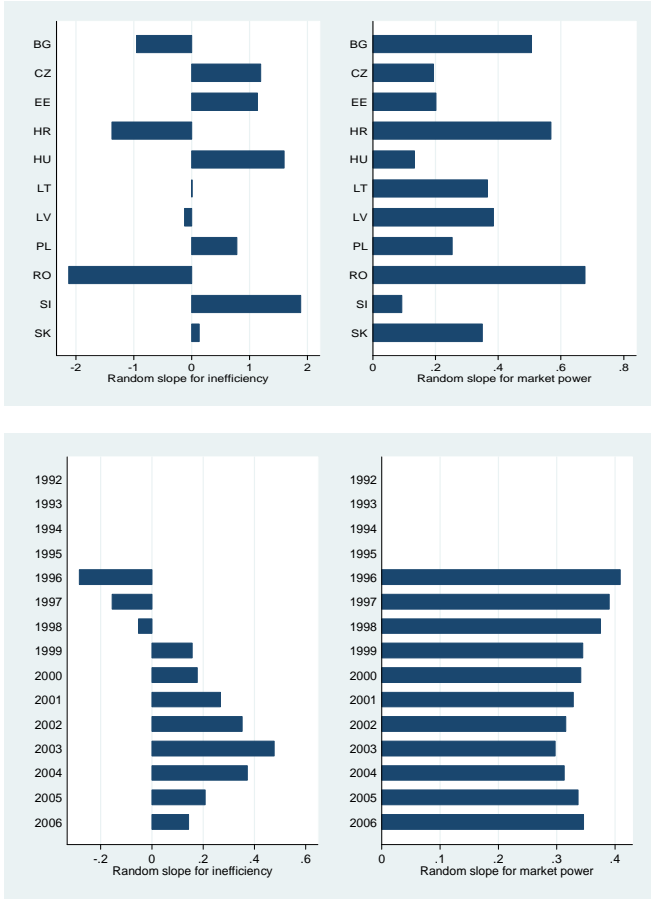 BG
CZ
EE
HR
HU
LT
LV
PL
RO
SI
SK
-2 -1 0 1 2
Random slope for inefficiency
BG
CZ
EE
HR
HU
LT
LV
PL
RO
SI
SK
0 .2 .4 .6 .8
Random slope for market power
1992
1993
1994
1995
1996
1997
1998
1999
2000
2001
2002
2003
2004
2005
2006
-.2 0 .2 .4 .6
Random slope for inefficiency
1992
1993
1994
1995
1996
1997
1998
1999
2000
2001
2002
2003
2004
2005
2006
0 .1 .2 .3 .4
Random slope for market power